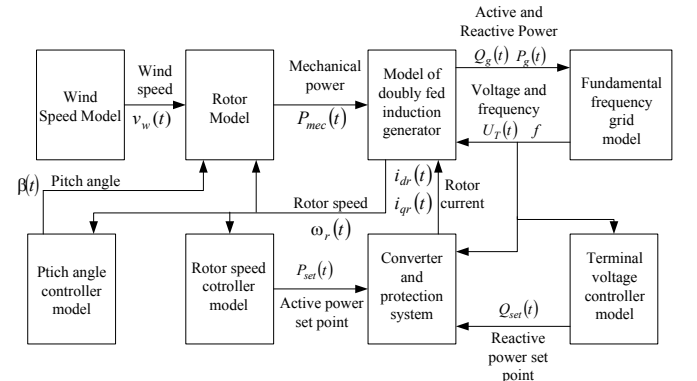 Active and
Reactive Power
Q_g(t) P_g(t)
Wind
Speed Model
Wind
speed
v_w(t)
Rotor
Model
Mechanical
power
P_mec(t)
Model of
doubly fed
induction
generator
Voltage and
frequency
U_T(t) f
Fundamental
frequency
grid
model
β(t)
Pitch angle
Rotor speed
ω_r(t)
i_dr(t)
i_qr(t)
Rotor
current
Ptich angle
controller
model
Rotor speed
cotroller
model
P_set(t)
Active power
set point
Converter
and
protection
system
Q_set(t)
Reactive
power set
point
Terminal
voltage
controller
model